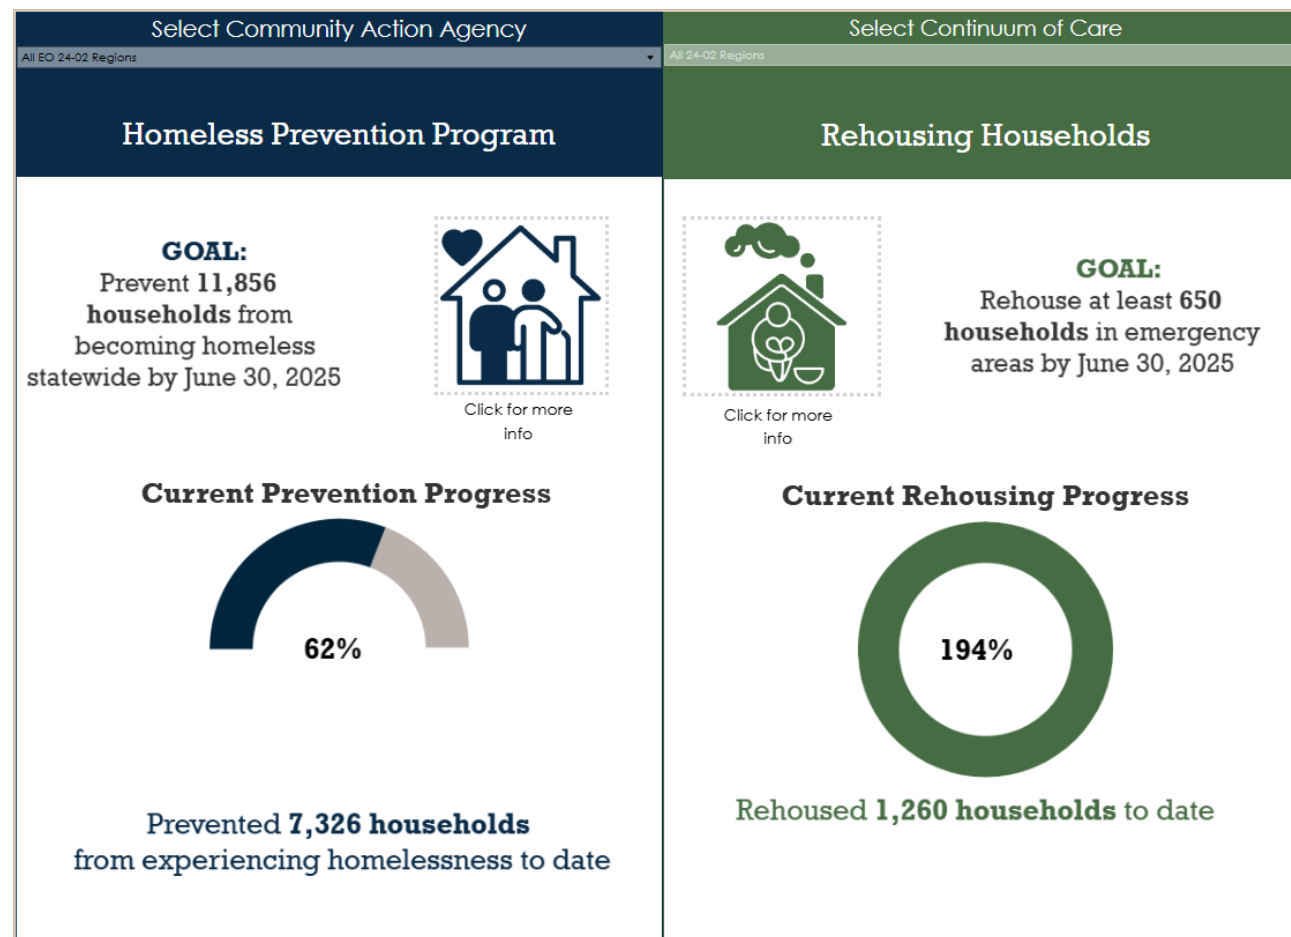 Select Community Action Agency
All EO 24-02 Regions
Homeless Prevention Program
GOAL:
Prevent 11,856
households from
becoming homeless
statewide by June 30, 2025
Click for more
info
Current Prevention Progress
62%
Prevented 7,326 households
from experiencing homelessness to date
Select Continuum of Care
All 24-02 Regions
Rehousing Households
Click for more
info
GOAL:
Rehouse at least 650
households in emergency
areas by June 30, 2025
Current Rehousing Progress
194%
Rehoused 1,260 households to date